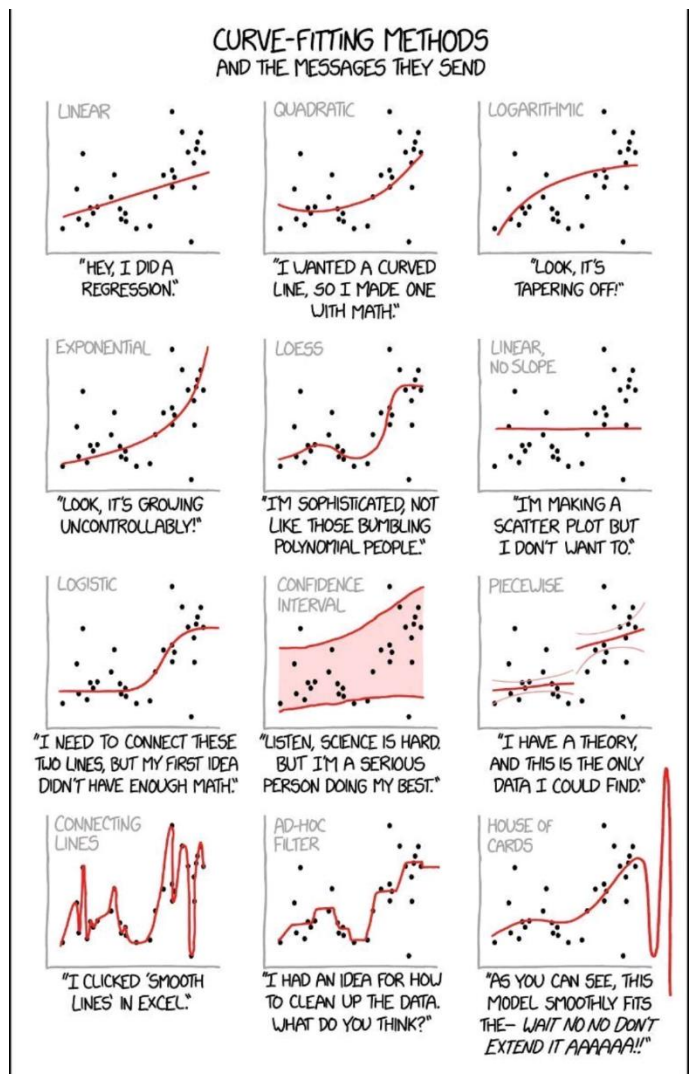 CURVE-FITTING METHODS
AND THE MESSAGES THEY SEND
LINEAR
"HEY, I DID A
REGRESSION."
QUADRATIC
"I WANTED A CURVED
LINE, SO I MADE ONE
WITH MATH."
LOGARITHMIC
"LOOK, IT'S
TAPERING OFF!"
EXPONENTIAL
"LOOK, IT'S GROWING
UNCONTROLLABLY!"
LOESS
"I'M SOPHISTICATED, NOT
LIKE THOSE BUMBLING
POLYNOMIAL PEOPLE."
LINEAR,
NO SLOPE
"I'M MAKING A
SCATTER PLOT BUT
I DON'T WANT TO."
LOGISTIC
"I NEED TO CONNECT THESE
TWO LINES, BUT MY FIRST IDEA
DIDN'T HAVE ENOUGH MATH."
CONFIDENCE
INTERVAL
"LISTEN, SCIENCE IS HARD.
BUT I'M A SERIOUS
PERSON DOING MY BEST."
PIECEWISE
"I HAVE A THEORY,
AND THIS IS THE ONLY
DATA I COULD FIND."
CONNECTING
LINES
"I CLICKED 'SMOOTH
LINES' IN EXCEL."
AD-HOC
FILTER
"I HAD AN IDEA FOR HOW
TO CLEAN UP THE DATA.
WHAT DO YOU THINK?"
HOUSE OF
CARDS
"AS YOU CAN SEE, THIS
MODEL SMOOTHLY FITS
THE- WAIT NO NO DON'T
EXTEND IT AAAAAA!!"